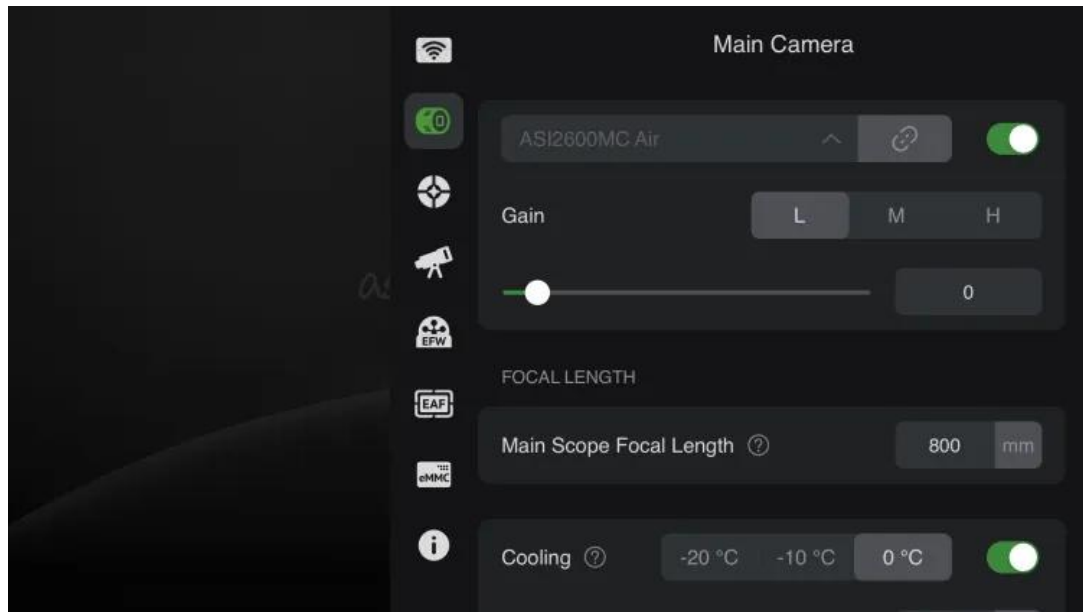 Main Camera
ASI2600MC Air
Gain
L
M
H
0
EFW
FOCAL LENGTH
EAF
Main Scope Focal Length ?
800
mm
eMMC
i
Cooling ?
-20 °C
-10 °C
0 °C